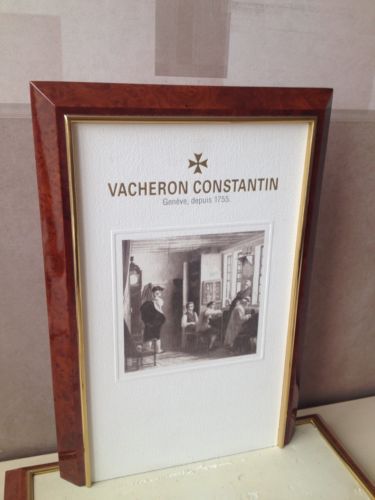 VACHERON CONSTANTIN
Genève, depuis 1755.